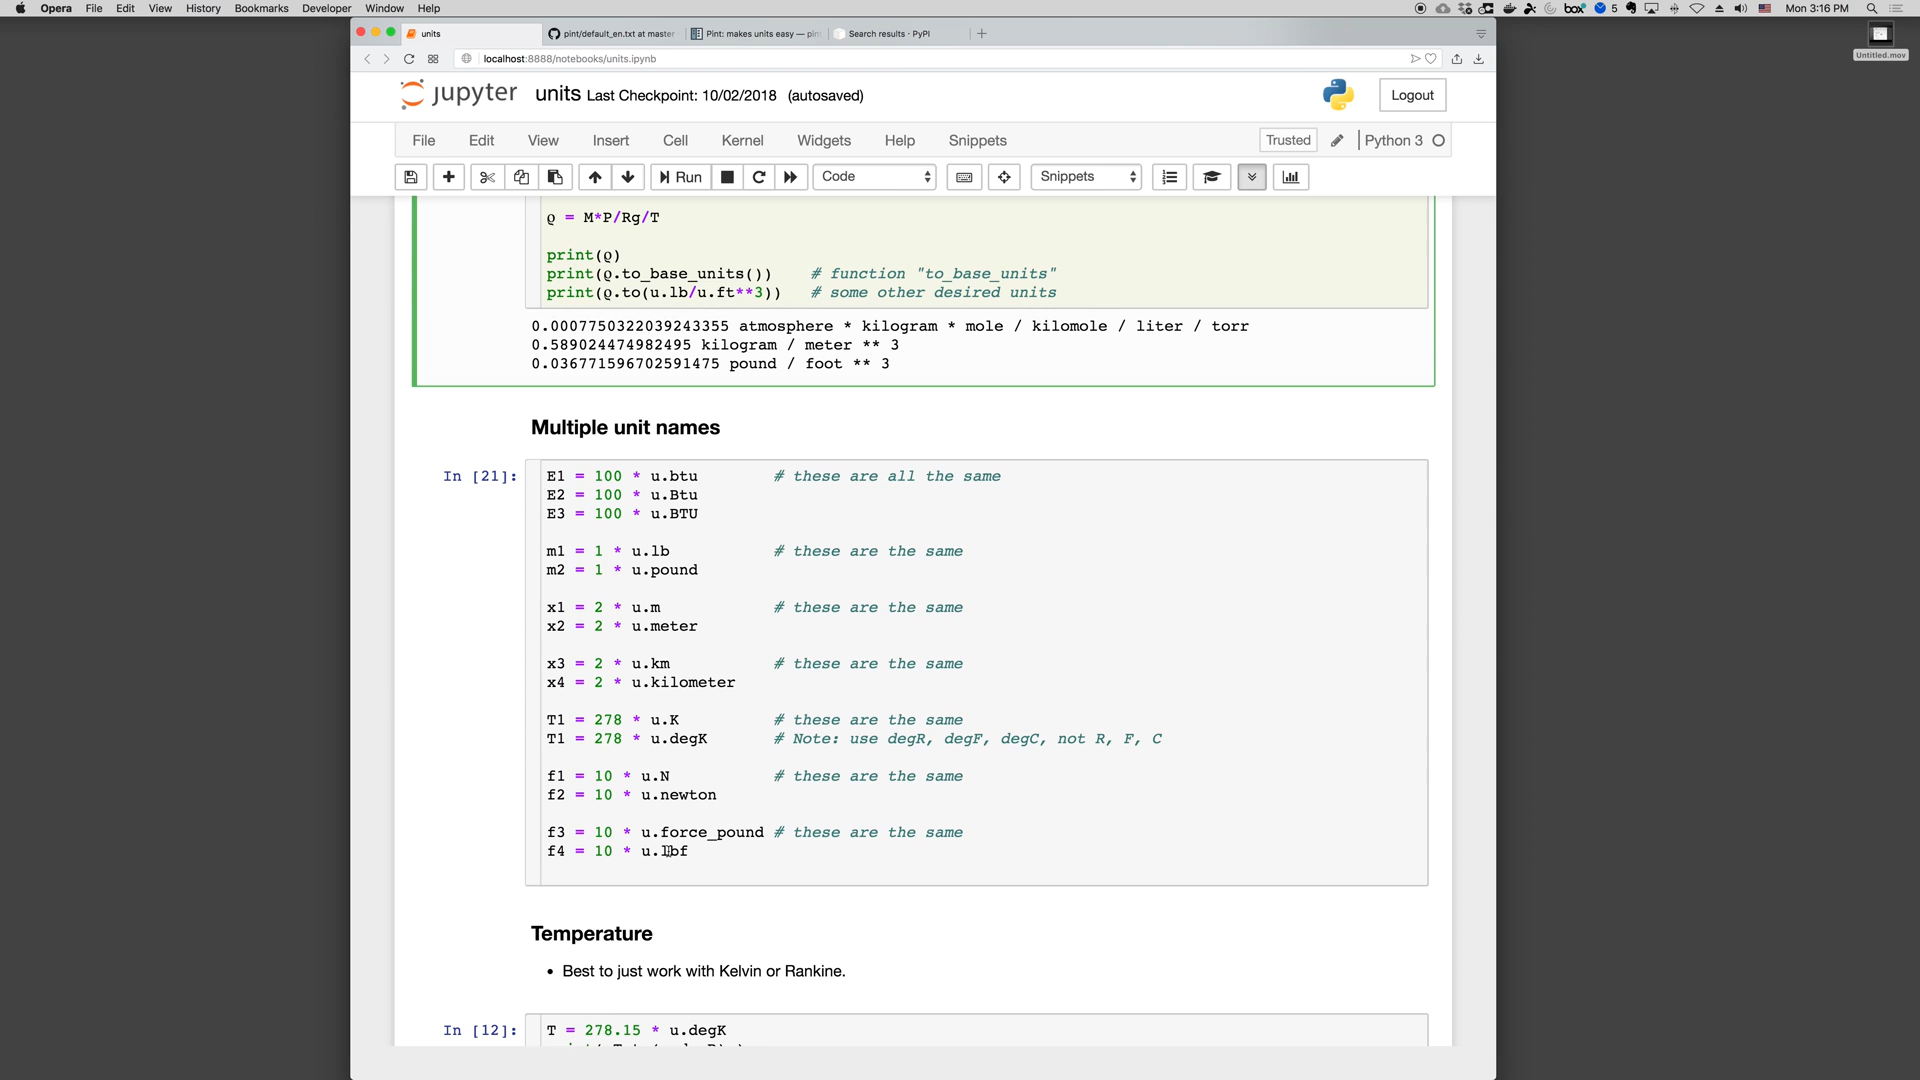 Opera File Edit View History Bookmarks Developer Window Help
box 5 Mon 3:16 PM
units
pint/default_en.txt at master
Pint: makes units easy — pin
Search results · PyPI
Untitled.mov
localhost:8888/notebooks/units.ipynb
jupyter units Last Checkpoint: 10/02/2018 (autosaved)
Logout
File Edit View Insert Cell Kernel Widgets Help Snippets
Trusted
Python 3
Run
Code
Snippets
ϱ = M*P/Rg/T
print(ϱ)
print(ϱ.to_base_units()) # function "to_base_units"
print(ϱ.to(u.lb/u.ft**3)) # some other desired units
0.0007750322039243355 atmosphere * kilogram * mole / kilomole / liter / torr
0.589024474982495 kilogram / meter ** 3
0.036771596702591475 pound / foot ** 3
Multiple unit names
In [21]:
E1 = 100 * u.btu # these are all the same
E2 = 100 * u.Btu
E3 = 100 * u.BTU
m1 = 1 * u.lb # these are the same
m2 = 1 * u.pound
x1 = 2 * u.m # these are the same
x2 = 2 * u.meter
x3 = 2 * u.km # these are the same
x4 = 2 * u.kilometer
T1 = 278 * u.K # these are the same
T1 = 278 * u.degK # Note: use degR, degF, degC, not R, F, C
f1 = 10 * u.N # these are the same
f2 = 10 * u.newton
f3 = 10 * u.force_pound # these are the same
f4 = 10 * u.lbf
Temperature
• Best to just work with Kelvin or Rankine.
In [12]:
T = 278.15 * u.degK